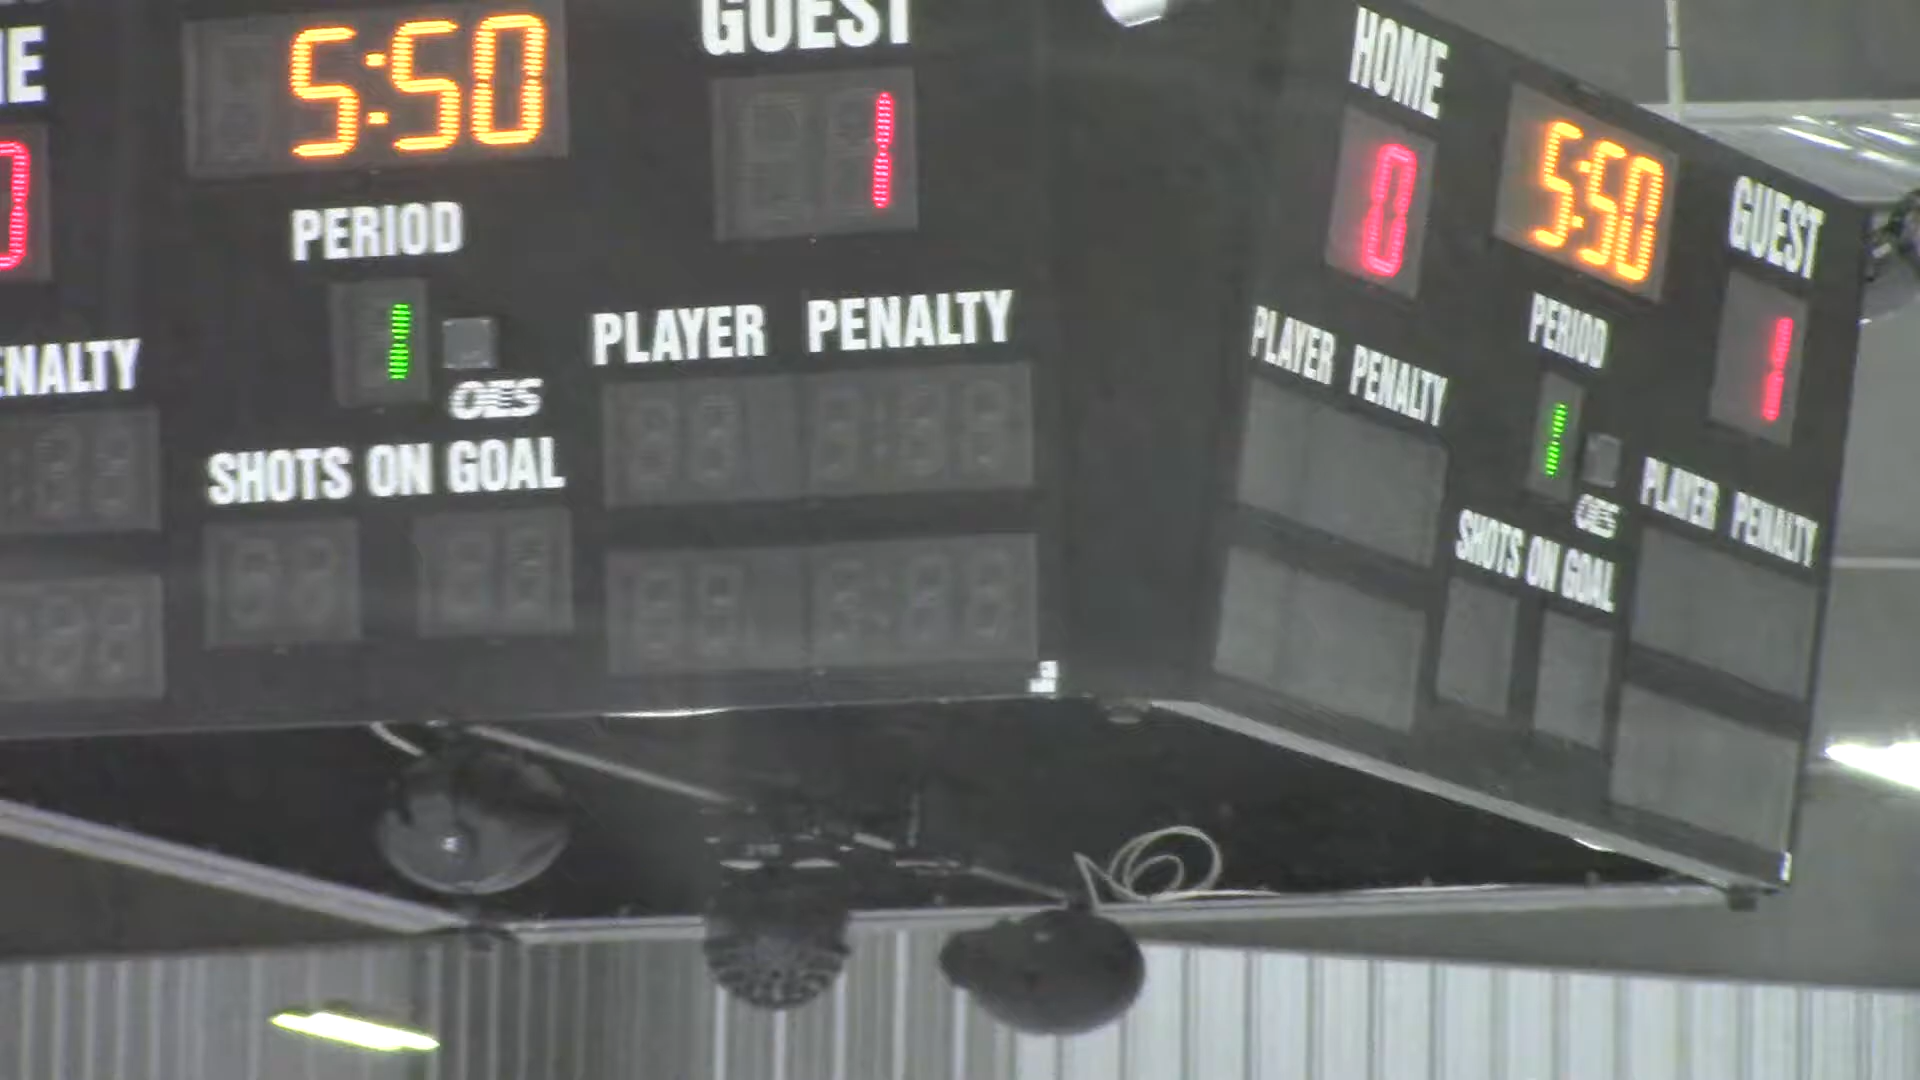 5:50
GUEST
1
PERIOD
1
OES
PLAYER PENALTY
SHOTS ON GOAL
HOME
0
5:50
GUEST
1
PERIOD
1
OES
PLAYER PENALTY
PLAYER PENALTY
SHOTS ON GOAL